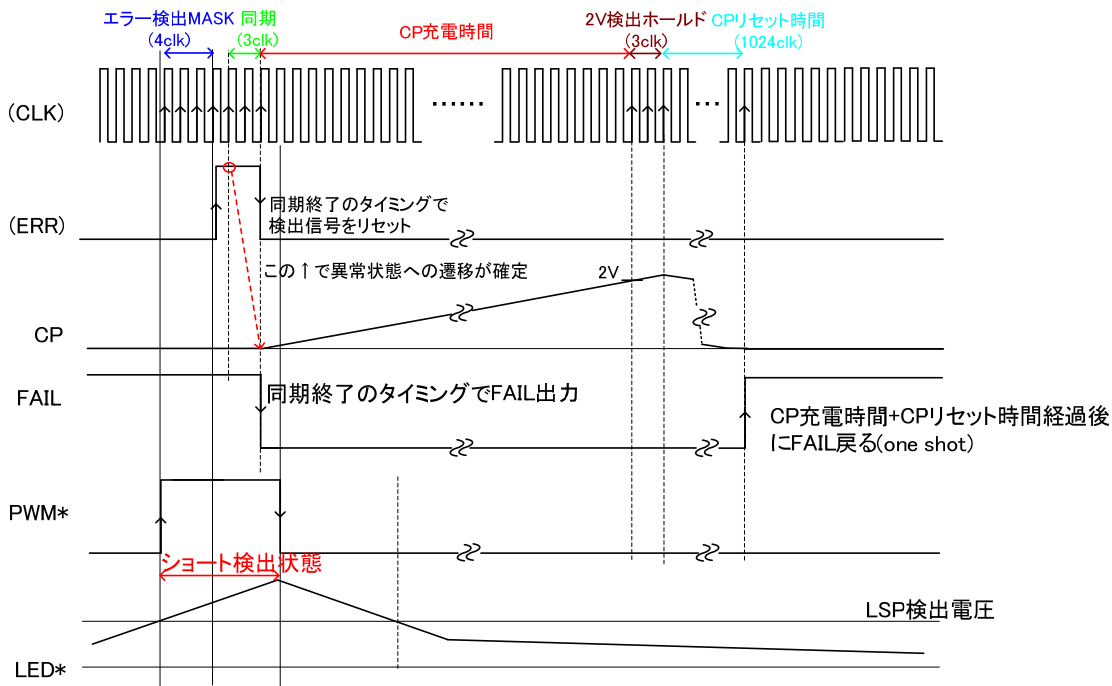 エラー検出MASK 同期 2V検出ホールド CPリセット時間
(4clk) (3clk) CP充電時間 (3clk) (1024clk)
(CLK)
(ERR)
同期終了のタイミングで
検出信号をリセット
この↑で異常状態への遷移が確定
2V
CP
FAIL
同期終了のタイミングでFAIL出力
CP充電時間+CPリセット時間経過後
にFAIL戻る(one shot)
PWM*
ショート検出状態
LSP検出電圧
LED*